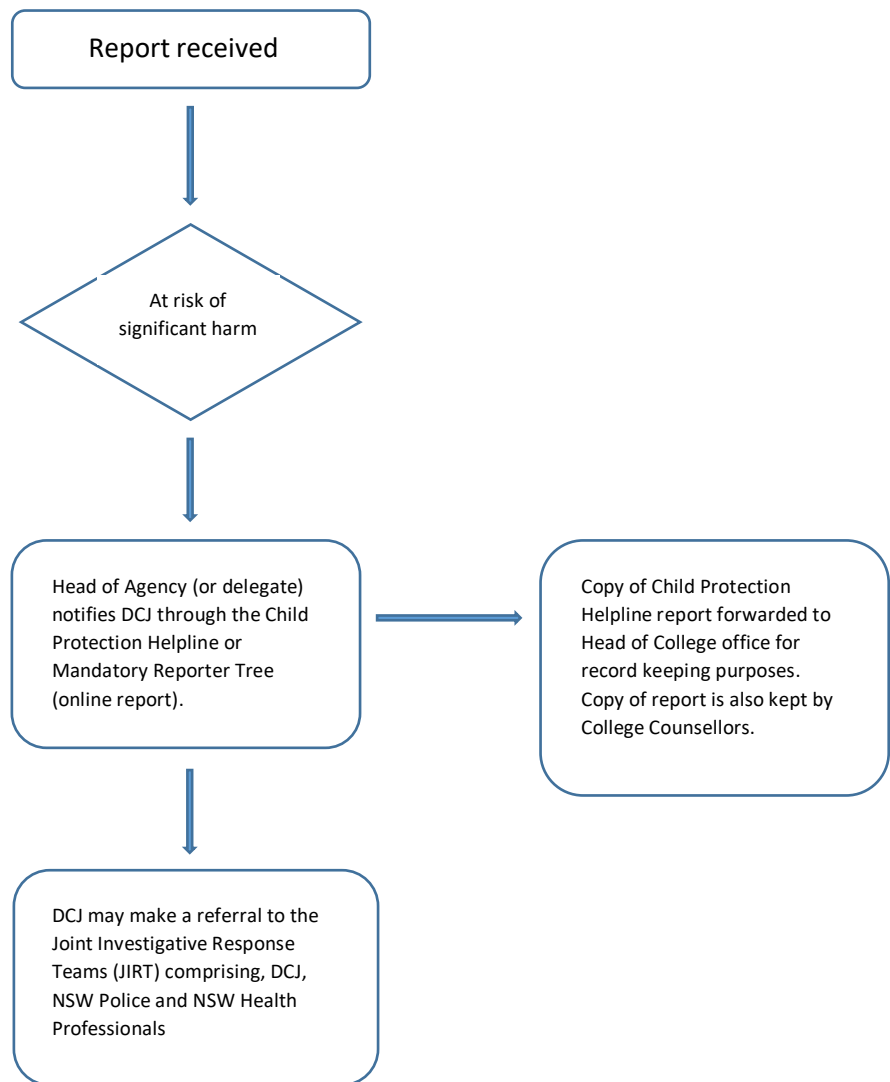 Report received
At risk of
significant harm
Head of Agency (or delegate)
notifies DCJ through the Child
Protection Helpline or
Mandatory Reporter Tree
(online report).
Copy of Child Protection
Helpline report forwarded to
Head of College office for
record keeping purposes.
Copy of report is also kept by
College Counsellors.
DCJ may make a referral to the
Joint Investigative Response
Teams (JIRT) comprising, DCJ,
NSW Police and NSW Health
Professionals